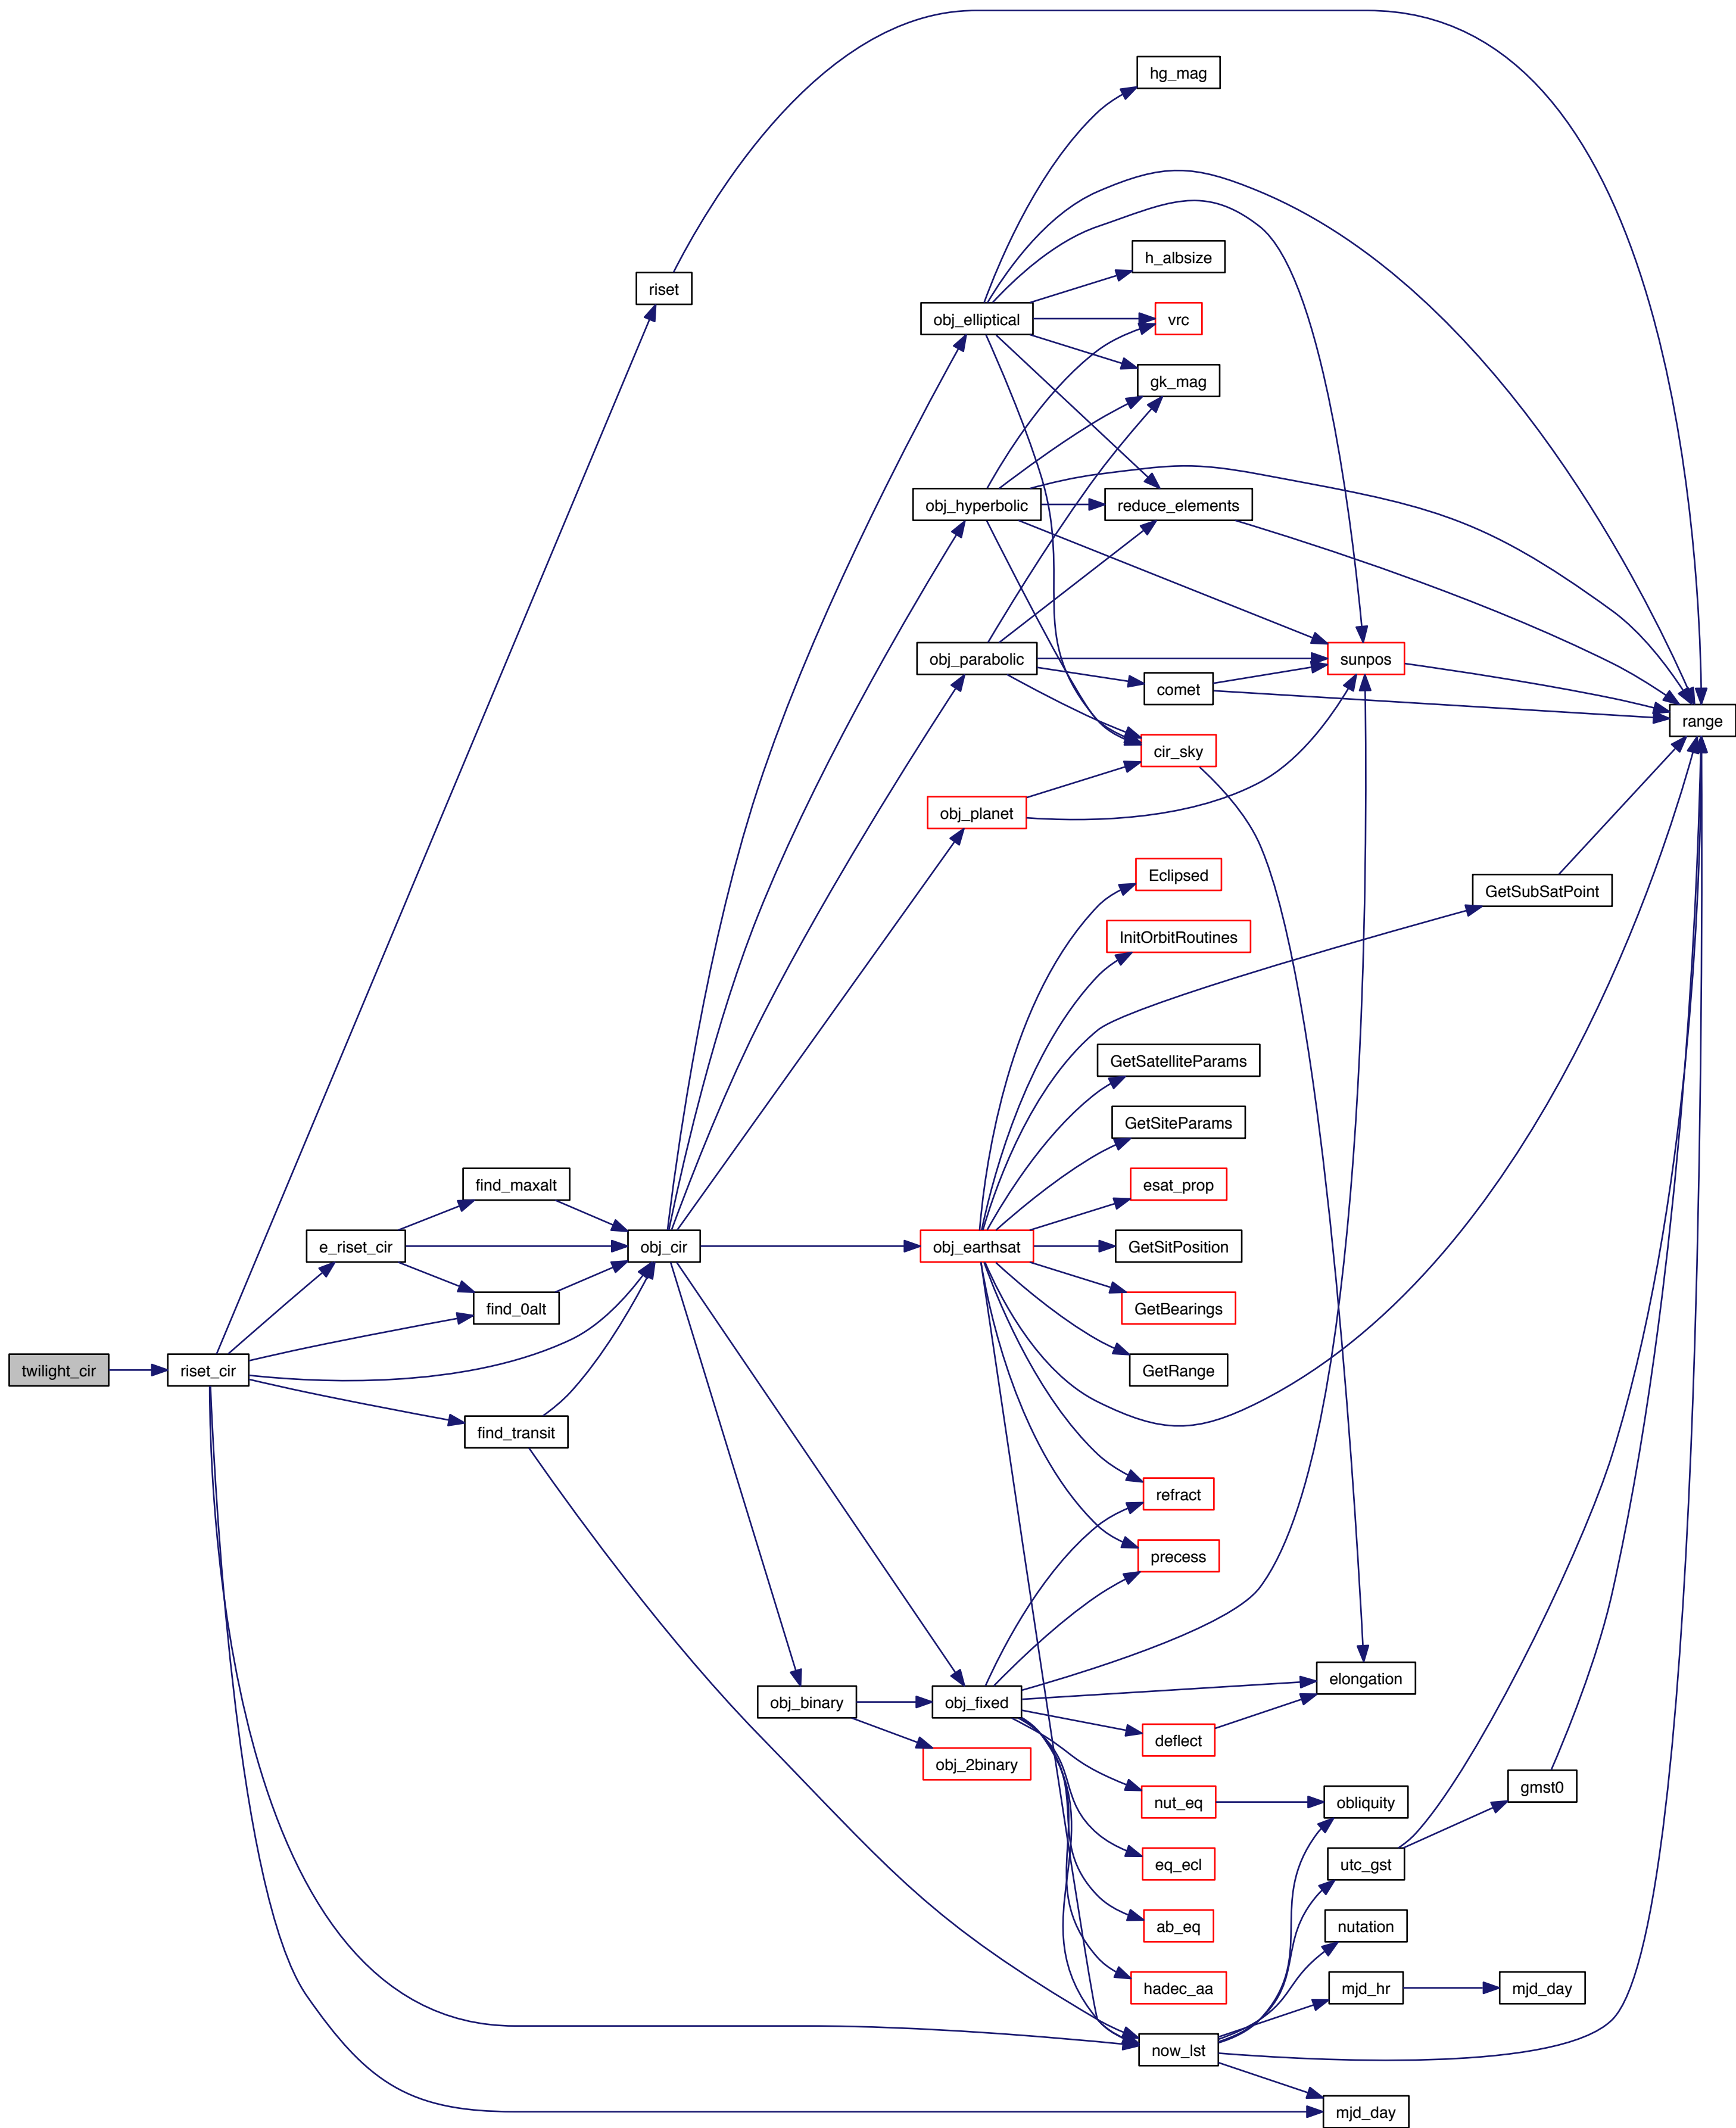 hg_mag
h_albsize
riset
obj_elliptical
vrc
gk_mag
obj_hyperbolic
reduce_elements
obj_parabolic
sunpos
comet
range
cir_sky
obj_planet
Eclipsed
GetSubSatPoint
InitOrbitRoutines
GetSatelliteParams
GetSiteParams
find_maxalt
esat_prop
e_riset_cir
obj_cir
obj_earthsat
GetSitPosition
find_0alt
GetBearings
twilight_cir
riset_cir
GetRange
find_transit
refract
precess
elongation
obj_binary
obj_fixed
deflect
obj_2binary
gmst0
nut_eq
obliquity
eq_ecl
utc_gst
ab_eq
nutation
hadec_aa
mjd_hr
mjd_day
now_lst
mjd_day